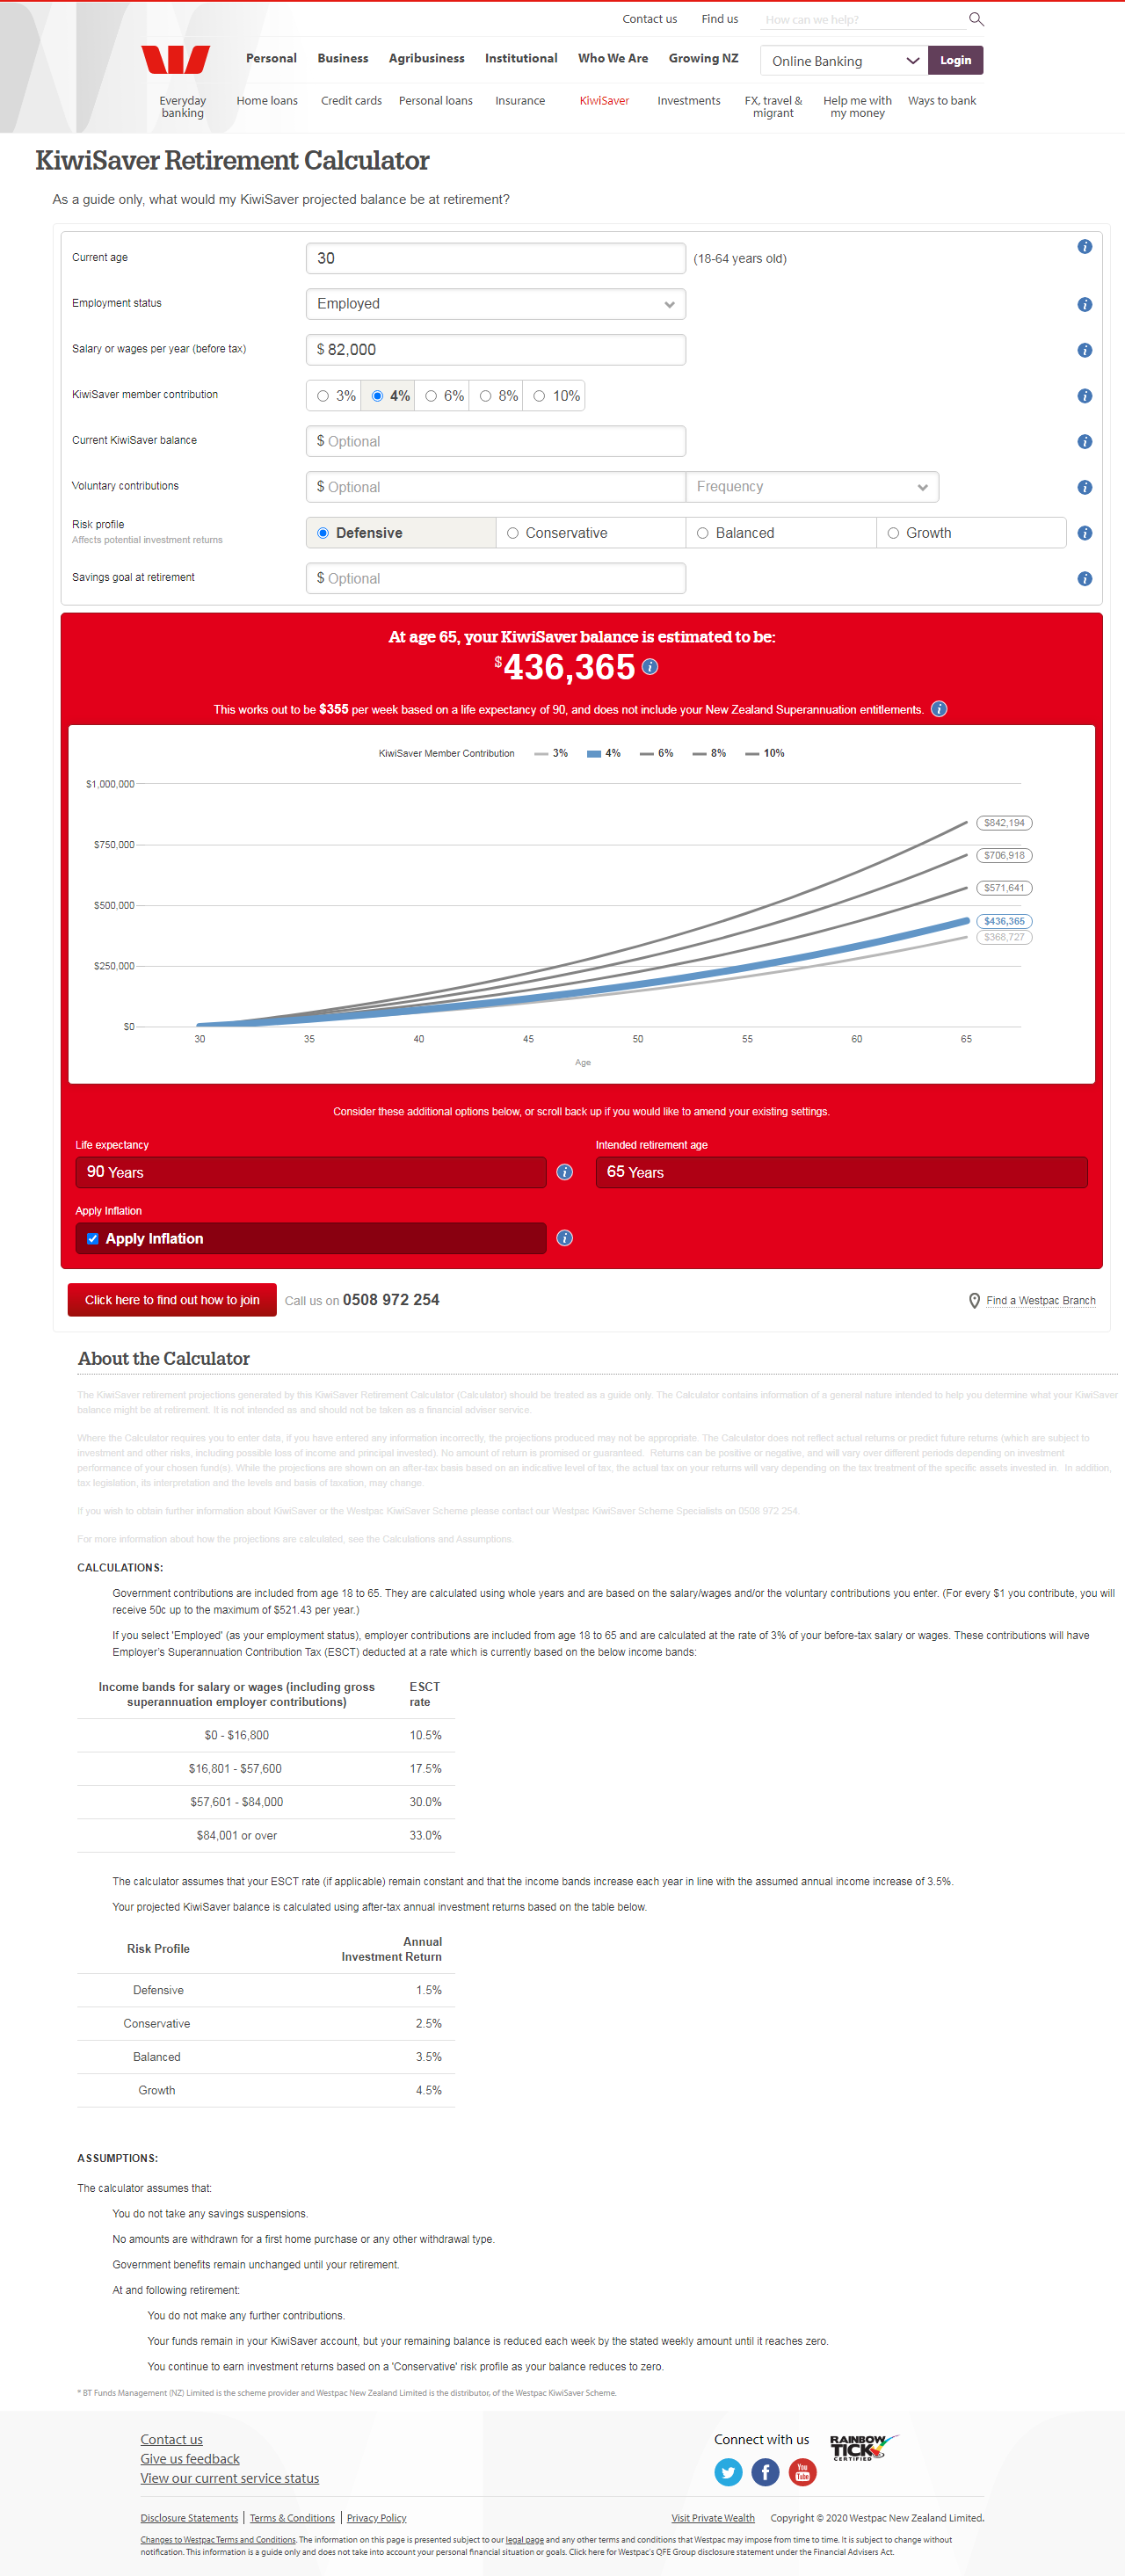 Contact us
Find us
How can we help?
Personal
Business
Agribusiness
Institutional
Who We Are
Growing NZ
Online Banking
Login
Everyday banking
Home loans
Credit cards
Personal loans
Insurance
KiwiSaver
Investments
FX, travel & migrant
Help me with my money
Ways to bank
KiwiSaver Retirement Calculator
As a guide only, what would my KiwiSaver projected balance be at retirement?
Current age
30
(18-64 years old)
Employment status
Employed
Salary or wages per year (before tax)
$ 82,000
KiwiSaver member contribution
3%
4%
6%
8%
10%
Current KiwiSaver balance
$ Optional
Voluntary contributions
$ Optional
Frequency
Risk profile
Affects potential investment returns
Defensive
Conservative
Balanced
Growth
Savings goal at retirement
$ Optional
At age 65, your KiwiSaver balance is estimated to be:
$436,365
This works out to be $355 per week based on a life expectancy of 90, and does not include your New Zealand Superannuation entitlements.
KiwiSaver Member Contribution
3%
4%
6%
8%
10%
$1,000,000
$842,194
$750,000
$706,918
$571,641
$500,000
$436,365
$368,727
$250,000
$0
30
35
40
45
50
55
60
65
Age
Consider these additional options below, or scroll back up if you would like to amend your existing settings.
Life expectancy
90 Years
Intended retirement age
65 Years
Apply Inflation
Apply Inflation
Click here to find out how to join
Call us on 0508 972 254
Find a Westpac Branch
About the Calculator
The KiwiSaver retirement projections generated by this KiwiSaver Retirement Calculator (Calculator) should be treated as a guide only. The Calculator contains information of a general nature intended to help you determine what your KiwiSaver
balance might be at retirement. It is not intended as and should not be taken as a financial adviser service.
Where the Calculator requires you to enter data, if you have entered any information incorrectly, the projections produced may not be appropriate. The Calculator does not reflect actual returns or predict future returns (which are subject to
investment and other risks, including possible loss of income and principal invested). No amount of return is promised or guaranteed. Returns can be positive or negative, and will vary over different periods depending on investment
performance of your chosen fund(s). While the projections are shown on an after-tax basis based on an indicative level of tax, the actual tax on your returns will vary depending on the tax treatment of the specific assets invested in. In addition,
tax legislation, its interpretation and the levels and basis of taxation, may change.
If you wish to obtain further information about KiwiSaver or the Westpac KiwiSaver Scheme please contact our Westpac KiwiSaver Scheme Specialists on 0508 972 254.
For more information about how the projections are calculated, see the Calculations and Assumptions.
CALCULATIONS:
Government contributions are included from age 18 to 65. They are calculated using whole years and are based on the salary/wages and/or the voluntary contributions you enter. (For every $1 you contribute, you will
receive 50c up to the maximum of $521.43 per year.)
If you select 'Employed' (as your employment status), employer contributions are included from age 18 to 65 and are calculated at the rate of 3% of your before-tax salary or wages. These contributions will have
Employer's Superannuation Contribution Tax (ESCT) deducted at a rate which is currently based on the below income bands:
Income bands for salary or wages (including gross superannuation employer contributions)
ESCT rate
$0 - $16,800
10.5%
$16,801 - $57,600
17.5%
$57,601 - $84,000
30.0%
$84,001 or over
33.0%
The calculator assumes that your ESCT rate (if applicable) remain constant and that the income bands increase each year in line with the assumed annual income increase of 3.5%.
Your projected KiwiSaver balance is calculated using after-tax annual investment returns based on the table below.
Risk Profile
Annual Investment Return
Defensive
1.5%
Conservative
2.5%
Balanced
3.5%
Growth
4.5%
ASSUMPTIONS:
The calculator assumes that:
You do not take any savings suspensions.
No amounts are withdrawn for a first home purchase or any other withdrawal type.
Government benefits remain unchanged until your retirement.
At and following retirement:
You do not make any further contributions.
Your funds remain in your KiwiSaver account, but your remaining balance is reduced each week by the stated weekly amount until it reaches zero.
You continue to earn investment returns based on a 'Conservative' risk profile as your balance reduces to zero.
* BT Funds Management (NZ) Limited is the scheme provider and Westpac New Zealand Limited is the distributor, of the Westpac KiwiSaver Scheme.
Contact us
Give us feedback
View our current service status
Connect with us
RAINBOW
TICK
CERTIFIED
You
Tube
Disclosure Statements | Terms & Conditions | Privacy Policy
Visit Private Wealth
Copyright © 2020 Westpac New Zealand Limited.
Changes to Westpac Terms and Conditions. The information on this page is presented subject to our legal page and any other terms and conditions that Westpac may impose from time to time. It is subject to change without
notification. This information is a guide only and does not take into account your personal financial situation or goals. Click here for Westpac's QFE Group disclosure statement under the Financial Advisers Act.